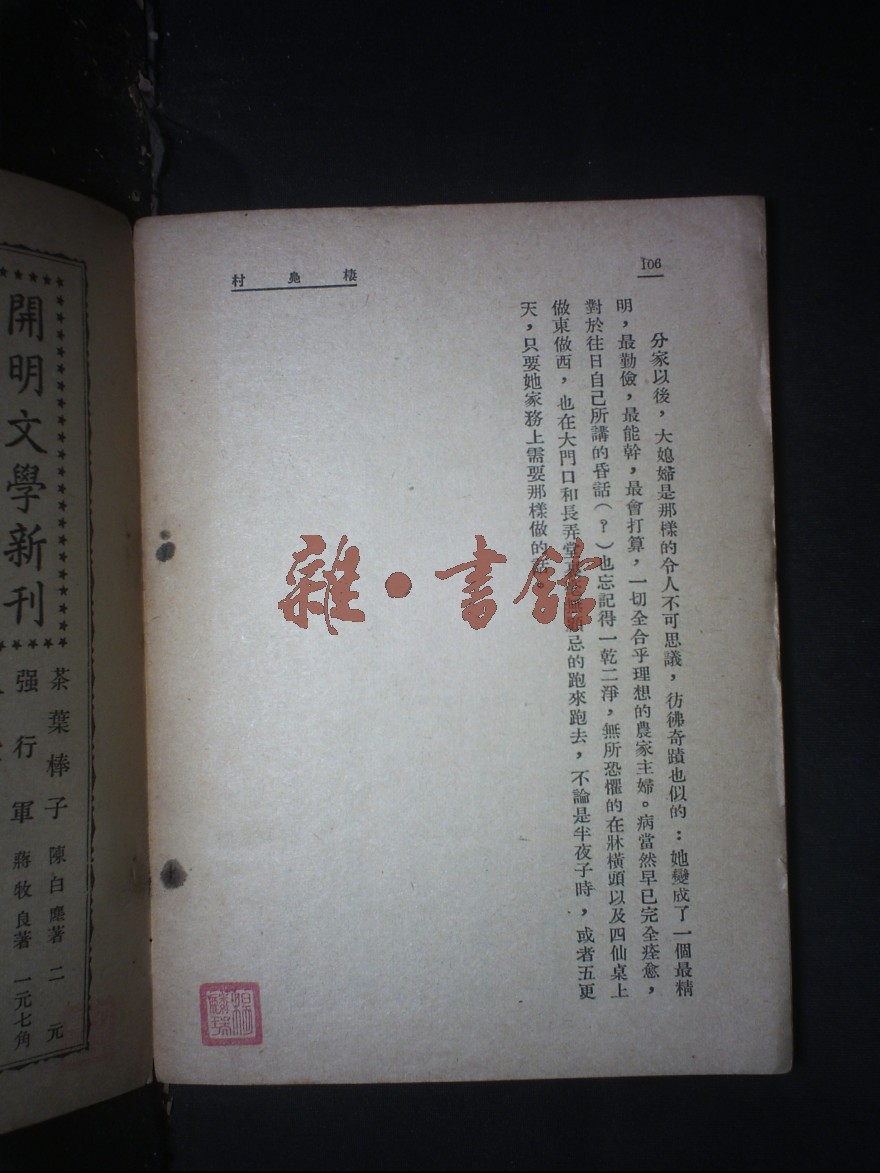 106
棲鳧村
分家以後，大媳婦是那樣的令人不可思議，彷彿奇蹟也似的：她變成了一個最精
明，最勤儉，最能幹，最會打算，一切全合乎理想的農家主婦。病當然早已完全痊愈，
對於往日自己所講的昏話（？）也忘記得一乾二淨，無所恐懼的在牀橫頭以及四仙桌上
做東做西，也在大門口和長弄堂忌的跑來跑去，不論是半夜子時，或者五更
天，只要她家務上需要那樣做的。
雜·書館
開明文學新刊
茶葉棒子 陳白塵著 二元
强行軍 蔣牧良著 一元七角